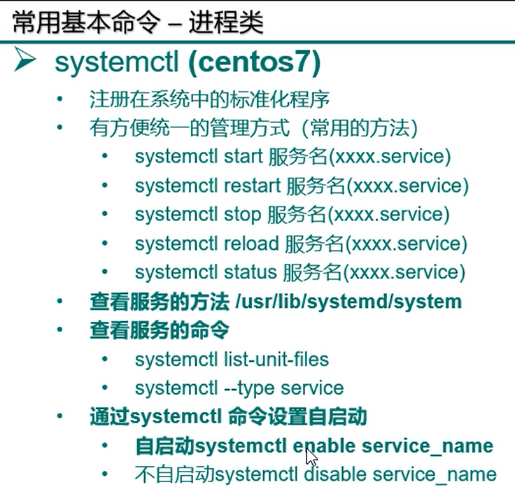 常用基本命令 – 进程类
➢ systemctl (centos7)
• 注册在系统中的标准化程序
• 有方便统一的管理方式（常用的方法）
• systemctl start 服务名(xxxx.service)
• systemctl restart 服务名(xxxx.service)
• systemctl stop 服务名(xxxx.service)
• systemctl reload 服务名(xxxx.service)
• systemctl status 服务名(xxxx.service)
• 查看服务的方法 /usr/lib/systemd/system
• 查看服务的命令
• systemctl list-unit-files
• systemctl --type service
• 通过systemctl 命令设置自启动
• 自启动systemctl enable service_name
• 不自启动systemctl disable service_name